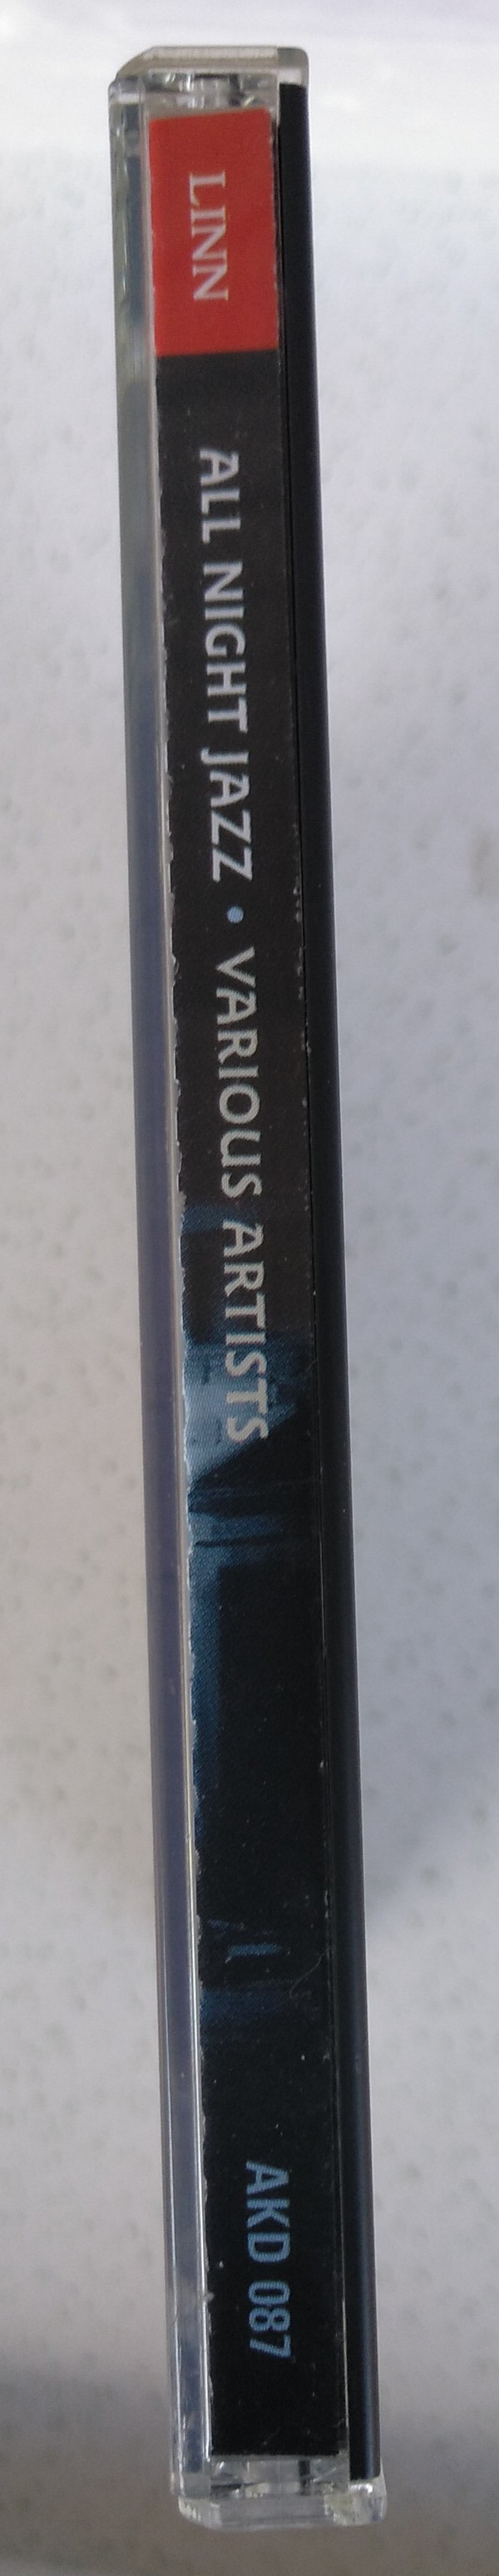 LINN
ALL NIGHT JAZZ • VARIOUS ARTISTS
AKD 087